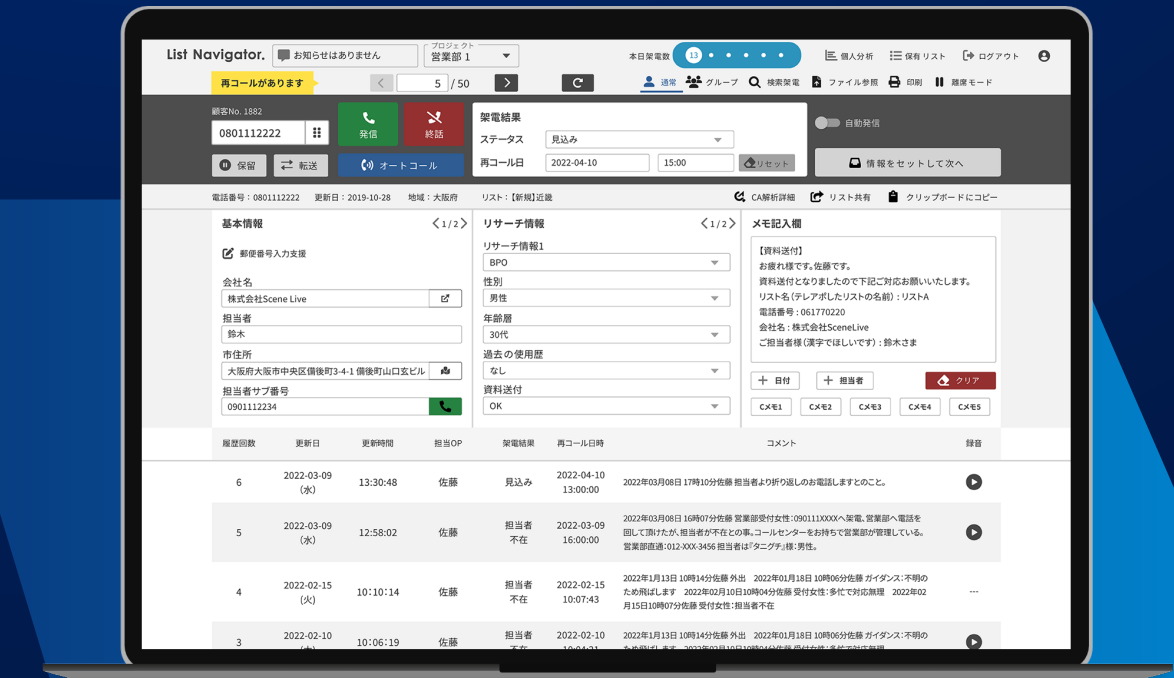 List Navigator.
お知らせはありません
プロジェクト
営業部 1
本日架電数
13
個人分析
保有リスト
ログアウト
再コールがあります
5 / 50
通常
グループ
検索架電
ファイル参照
印刷
離席モード
顧客No. 1882
0801112222
発信
終話
保留
転送
オートコール
架電結果
ステータス
見込み
再コール日
2022-04-10
15:00
リセット
自動発信
情報をセットして次へ
電話番号 : 0801112222
更新日 : 2019-10-28
地域 : 大阪府
リスト : 【新規】近畿
CA解析詳細
リスト共有
クリップボードにコピー
基本情報
1 / 2
郵便番号入力支援
会社名
株式会社Scene Live
担当者
鈴木
市住所
大阪府大阪市中央区備後町3-4-1 備後町山口玄ビル
担当者サブ番号
0901112234
リサーチ情報
1 / 2
リサーチ情報1
BPO
性別
男性
年齢層
30代
過去の使用歴
なし
資料送付
OK
メモ記入欄
【資料送付】
お疲れ様です。佐藤です。
資料送付となりましたので下記ご対応お願いいたします。
リスト名（テレアポしたリストの名前）: リストA
電話番号 : 061770220
会社名 : 株式会社SceneLive
ご担当者様（漢字でほしいです）: 鈴木さま
日付
担当者
クリア
Cメモ1
Cメモ2
Cメモ3
Cメモ4
Cメモ5
履歴回数 更新日 更新時間 担当OP 架電結果 再コール日時 コメント 録音
6
2022-03-09
（水）
13:30:48
佐藤
見込み
2022-04-10
13:00:00
2022年03月08日 17時10分佐藤 担当者より折り返しのお電話しますとのこと。
5
2022-03-09
（水）
12:58:02
佐藤
担当者
不在
2022-03-09
16:00:00
2022年03月08日 16時07分佐藤 営業部受付女性：090111XXXXへ架電、営業部へ電話を
回して頂けたが、担当者が不在との事。コールセンターをお持ちで営業部が管理している。
営業部直通：012-XXX-3456 担当者は『タニグチ』様：男性。
4
2022-02-15
（火）
10:10:14
佐藤
担当者
不在
2022-02-15
10:07:43
2022年1月13日 10時14分佐藤 外出　2022年01月18日 10時06分佐藤 ガイダンス：不明の
ため飛ばします　2022年02月10日10時04分佐藤 受付女性：多忙で対応無理　2022年02
月15日10時07分佐藤 受付女性：担当者不在
---
3
2022-02-10
10:06:19
佐藤
担当者
不在
2022-02-10
10:04:21
2022年1月13日 10時14分佐藤 外出　2022年01月18日 10時06分佐藤 ガイダンス：不明の
ため飛ばします　2022年02月10日10時04分佐藤 受付女性：多忙で対応無理